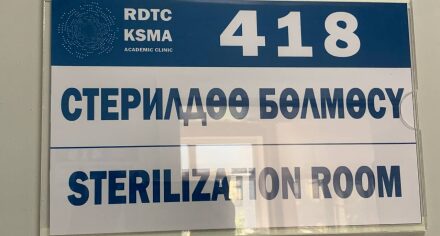 RDTC
KSMA
ACADEMIC CLINIC
418
СТЕРИЛДӨӨ БӨЛМӨСҮ
STERILIZATION ROOM